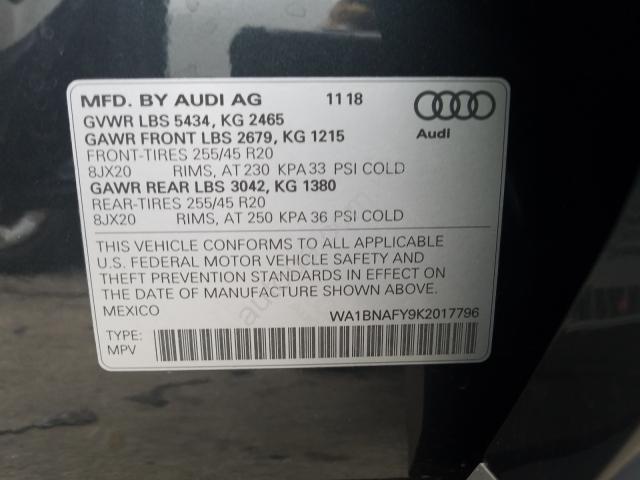 MFD. BY AUDI AG 11 18
GVWR LBS 5434, KG 2465
GAWR FRONT LBS 2679, KG 1215
FRONT-TIRES 255/45 R20
8JX20 RIMS, AT 230 KPA 33 PSI COLD
GAWR REAR LBS 3042, KG 1380
REAR-TIRES 255/45 R20
8JX20 RIMS, AT 250 KPA 36 PSI COLD
Audi
THIS VEHICLE CONFORMS TO ALL APPLICABLE
U.S. FEDERAL MOTOR VEHICLE SAFETY AND
THEFT PREVENTION STANDARDS IN EFFECT ON
THE DATE OF MANUFACTURE SHOWN ABOVE.
MEXICO WA1BNAFY9K2017796
TYPE:
MPV